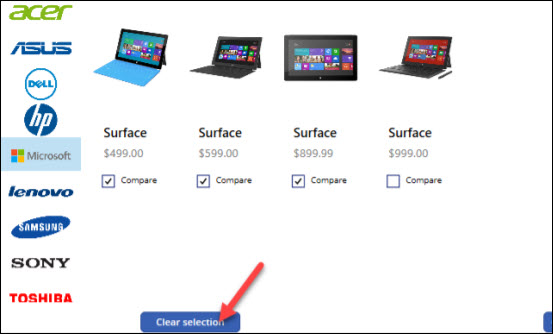 acer
ASUS
DELL
hp
Microsoft
lenovo
SAMSUNG
SONY
TOSHIBA
Surface Surface Surface Surface
$499.00 $599.00 $899.99 $999.00
Compare Compare Compare Compare
Clear selection